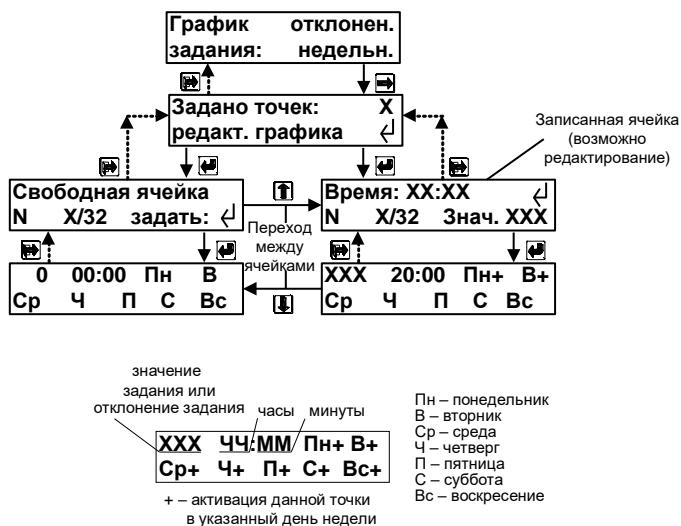 График отклонен.
задания: недельн.
Задано точек: X
редакт. графика
Записанная ячейка
(возможно
редактирование)
Свободная ячейка
N X/32 задать:
Время: XX:XX
N X/32 Знач. XXX
Переход
между
ячейками
0 00:00 Пн В
Ср Ч П С Вс
XXX 20:00 Пн+ В+
Ср Ч П С Вс
значение
задания или
отклонение задания
часы
минуты
XXX ЧЧ:ММ Пн+ В+
Ср+ Ч+ П+ С+ Вс+
+ – активация данной точки
в указанный день недели
Пн – понедельник
В – вторник
Ср – среда
Ч – четверг
П – пятница
С – суббота
Вс – воскресение